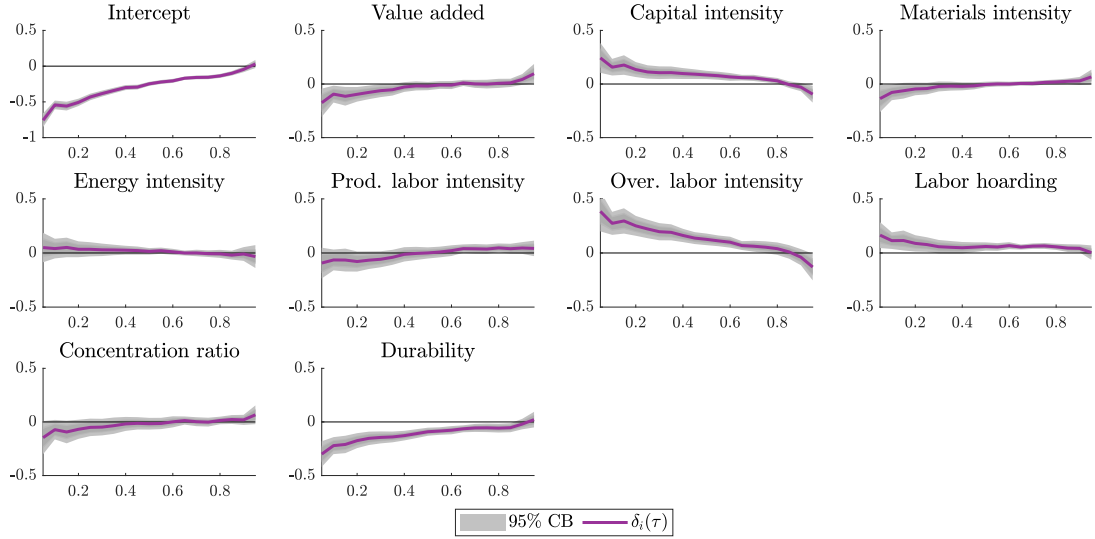 Intercept
Value added
Capital intensity
Materials intensity
0.5
0
-0.5
-1
0.2 0.4 0.6 0.8
0.5
0
-0.5
0.2 0.4 0.6 0.8
0.5
0
-0.5
0.2 0.4 0.6 0.8
0.5
0
-0.5
0.2 0.4 0.6 0.8
Energy intensity
Prod. labor intensity
Over. labor intensity
Labor hoarding
0.5
0
-0.5
0.2 0.4 0.6 0.8
0.5
0
-0.5
0.2 0.4 0.6 0.8
0.5
0
-0.5
0.2 0.4 0.6 0.8
0.5
0
-0.5
0.2 0.4 0.6 0.8
Concentration ratio
Durability
0.5
0
-0.5
0.2 0.4 0.6 0.8
0.5
0
-0.5
0.2 0.4 0.6 0.8
95% CB δi(τ)